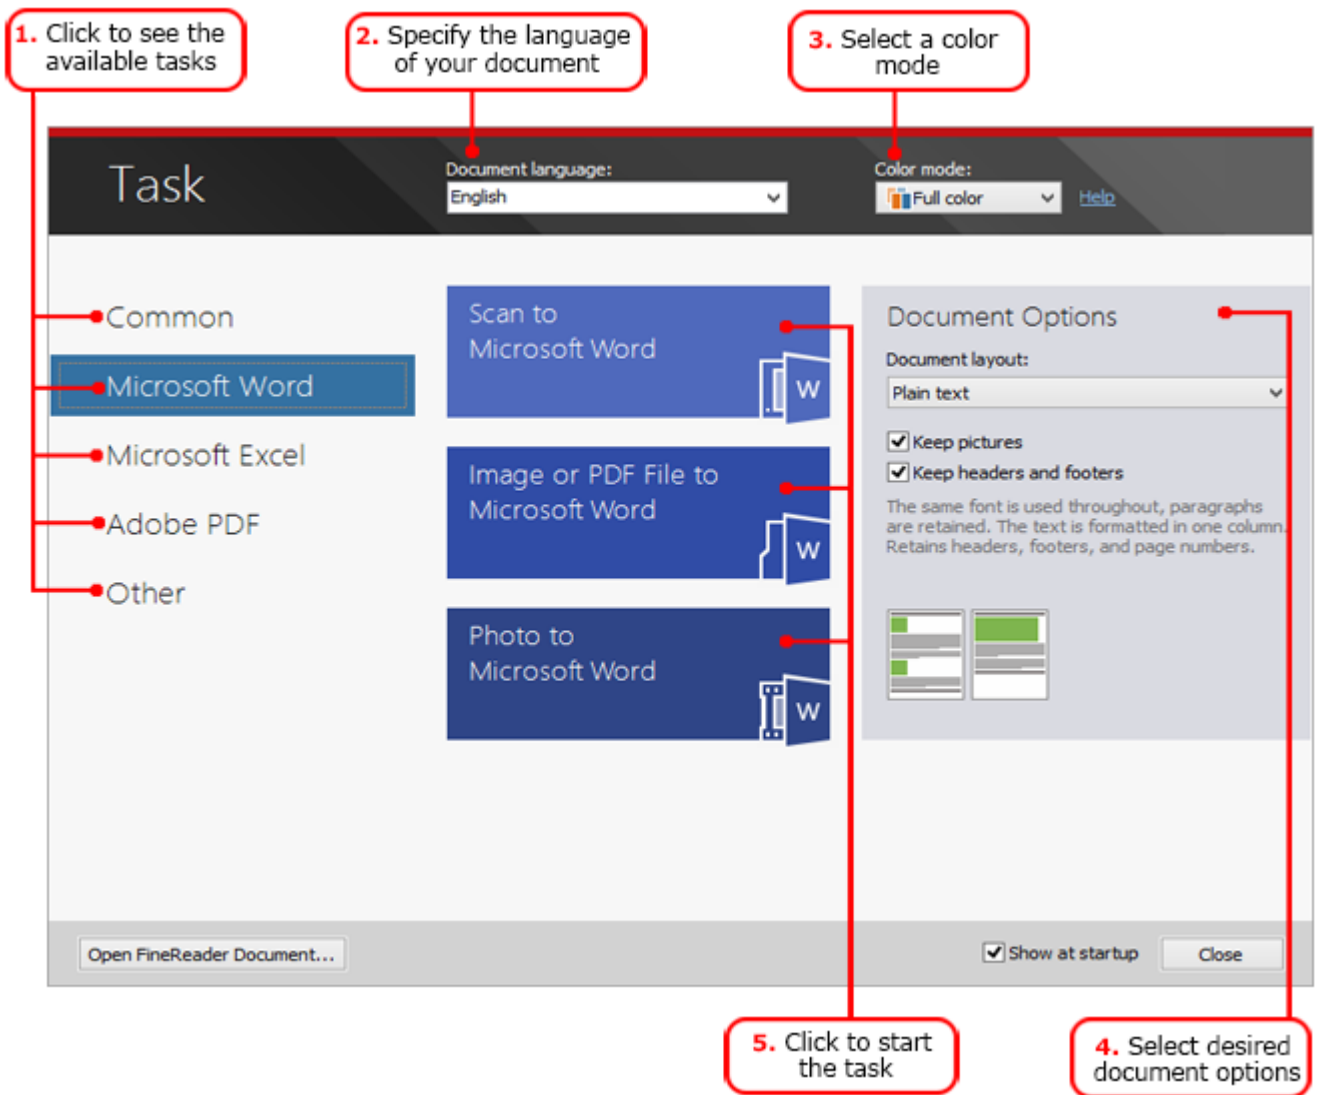 1. Click to see the
available tasks
2. Specify the language
of your document
3. Select a color
mode
Task
Document language:
English
Color mode:
Full color
Help
Common
Microsoft Word
Microsoft Excel
Adobe PDF
Other
Scan to
Microsoft Word
W
Image or PDF File to
Microsoft Word
W
Photo to
Microsoft Word
W
Document Options
Document layout:
Plain text
Keep pictures
Keep headers and footers
The same font is used throughout, paragraphs
are retained. The text is formatted in one column.
Retains headers, footers, and page numbers.
Open FineReader Document...
Show at startup
Close
5. Click to start
the task
4. Select desired
document options